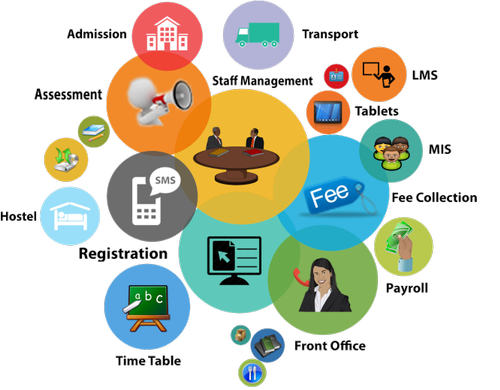 Admission
Transport
Staff Management
LMS
Assessment
Tablets
MIS
SMS
Fee
Fee Collection
Hostel
Registration
Payroll
a b c
Front Office
Time Table